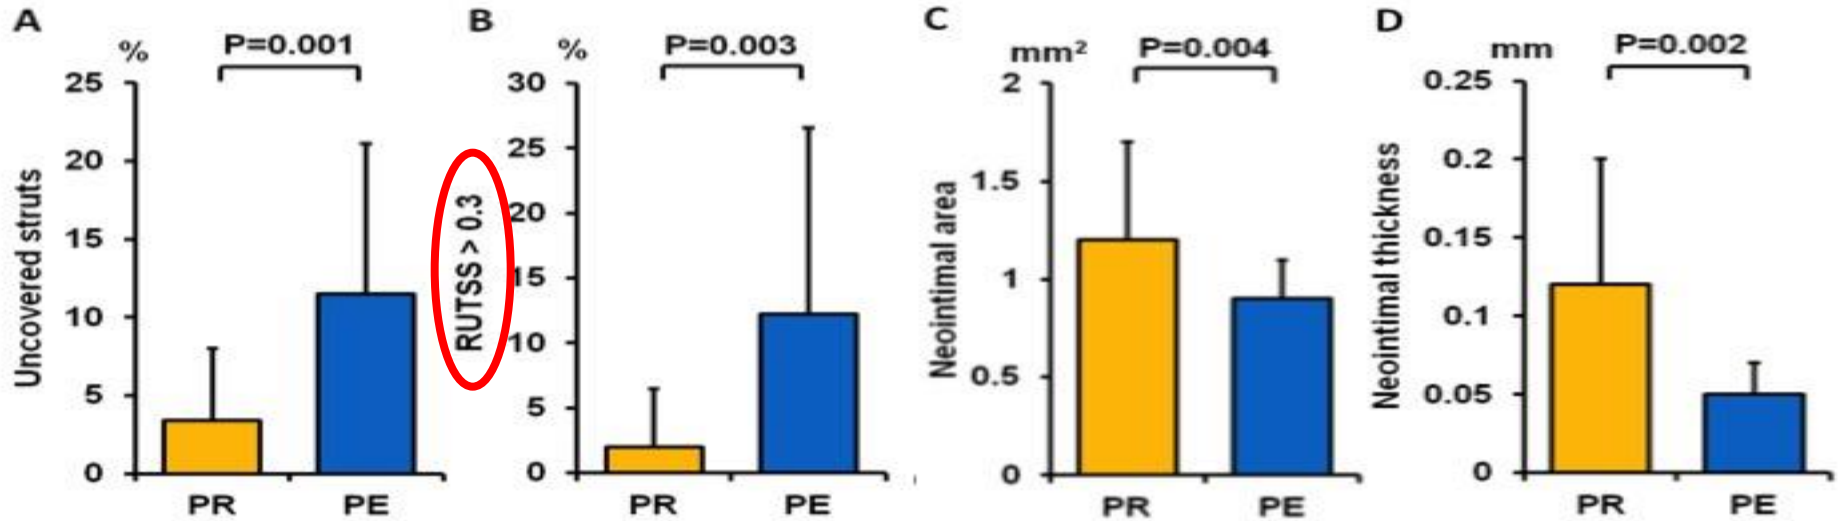 A
%
P=0.001
25
20
15
10
5
0
Uncovered struts
PR
PE
B
%
P=0.003
30
25
20
15
10
5
0
RUTSS > 0.3
PR
PE
C
mm²
P=0.004
2
1.5
1
0.5
0
Neointimal area
PR
PE
D
mm
P=0.002
0.25
0.2
0.15
0.1
0.05
0
Neointimal thickness
PR
PE